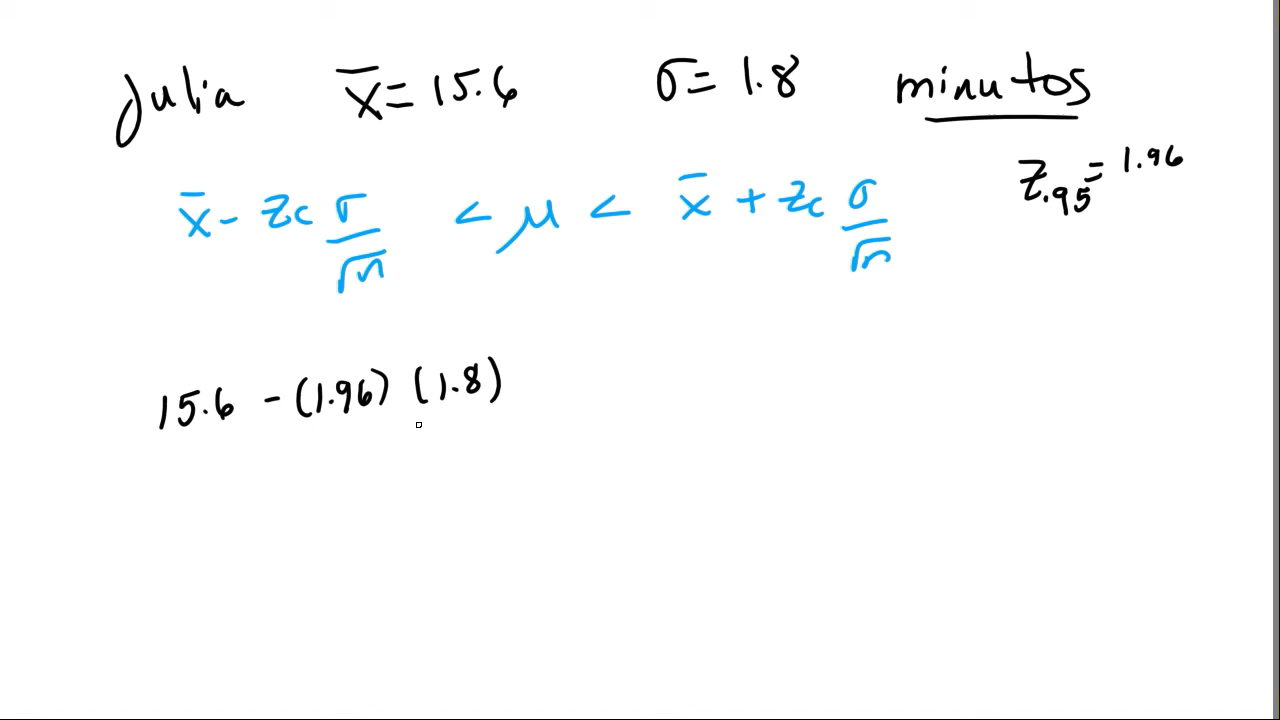 Julia x̄ = 15.6 σ = 1.8 minutos
z.95 = 1.96
x̄ - zc σ/√n < μ < x̄ + zc σ/√n
15.6 - (1.96) (1.8)